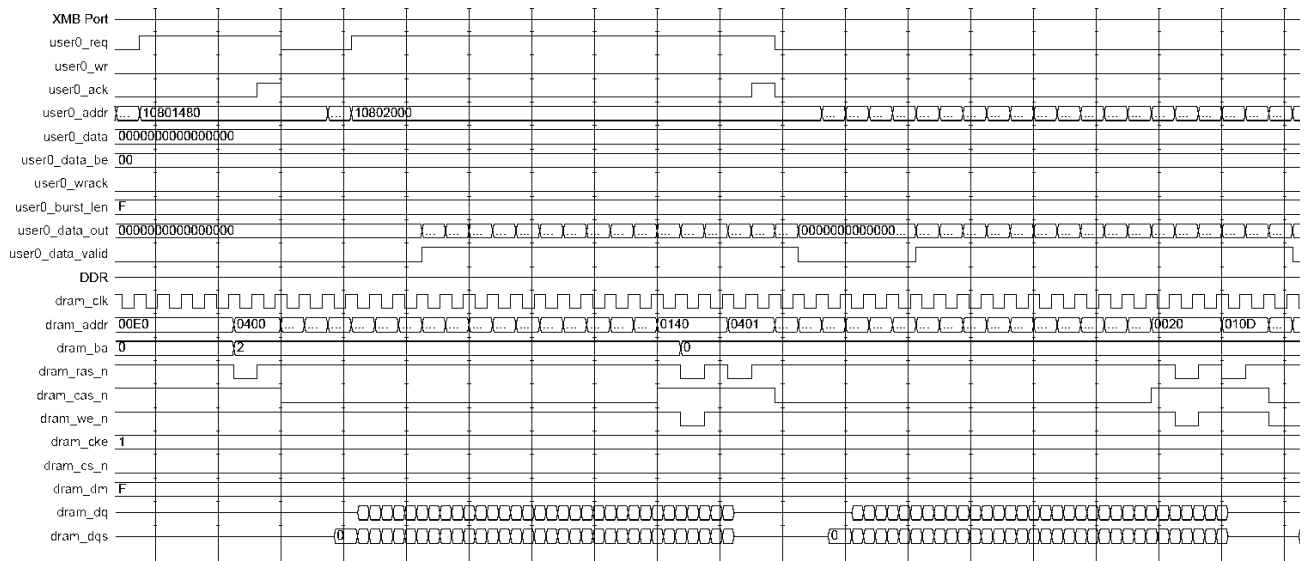 XMB Port
user0_req
user0_wr
user0_ack
user0_addr ... 10801480 ... 10802000 ... ... ... ... ... ... ... ... ... ... ... ... ... ... ... ... ... ... ... ...
user0_data 0000000000000000
user0_data_be 00
user0_wrack
user0_burst_len F
user0_data_out 0000000000000000 ... ... ... ... ... ... ... ... ... ... ... ... ... ... ... ... 0000000000000... ... ... ... ... ... ... ... ... ... ... ... ... ... ... ... ...
user0_data_valid
DDR
dram_clk
dram_addr 00E0 0400 ... ... ... ... ... ... ... ... ... ... ... ... ... ... ... ... 0140 0401 ... ... ... ... ... ... ... ... ... ... ... ... ... ... ... ... 0020 010D ... ...
dram_ba 0 2 0
dram_ras_n
dram_cas_n
dram_we_n
dram_cke 1
dram_cs_n
dram_dm F
dram_dq
dram_dqs 0 0